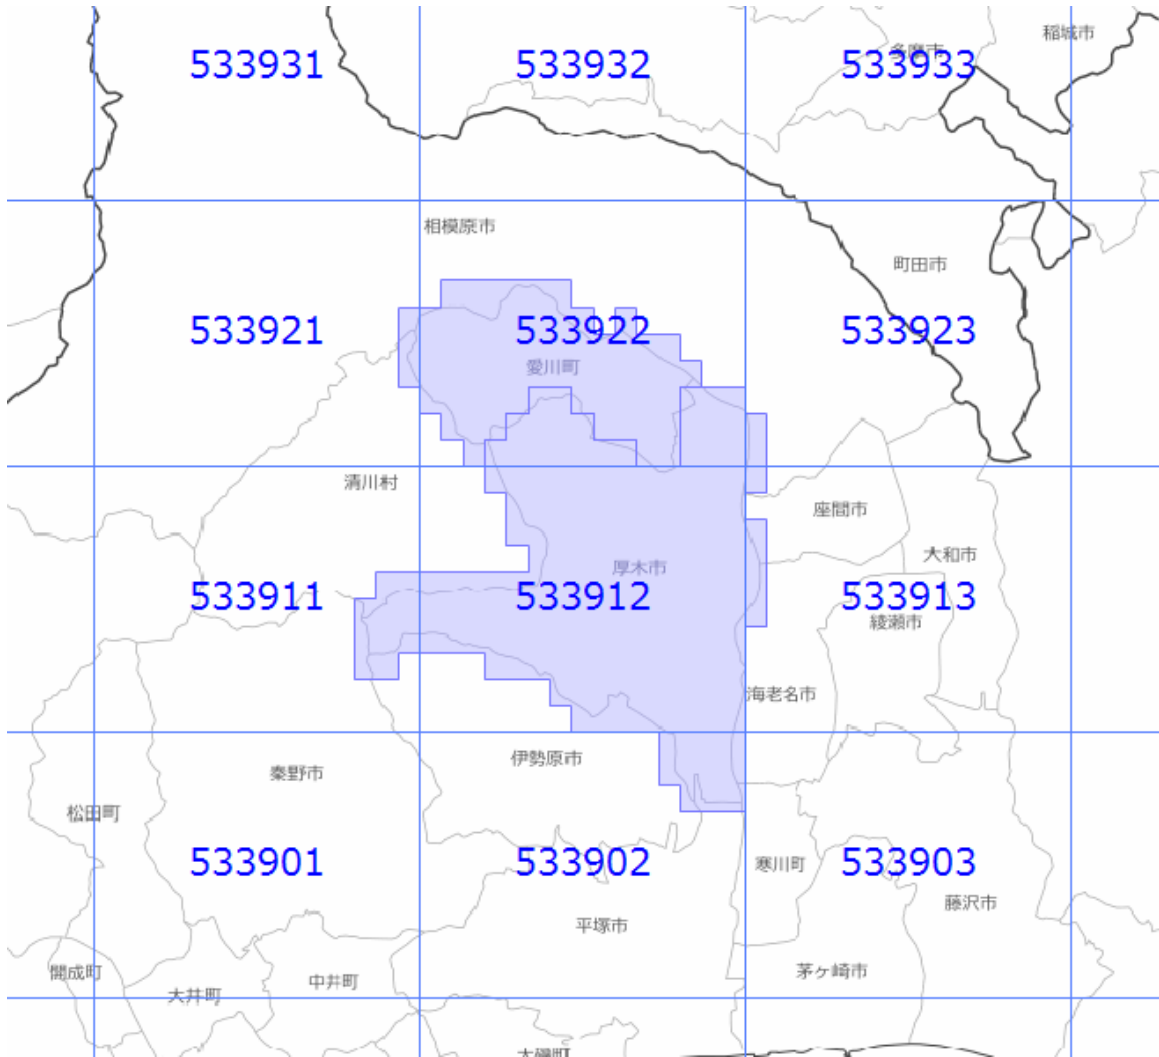 稲城市
多摩市
533931
533932
533933
相模原市
町田市
533921
533922
533923
愛川町
清川村
座間市
大和市
厚木市
533911
533912
533913
綾瀬市
海老名市
伊勢原市
秦野市
松田町
533901
533902
533903
寒川町
藤沢市
平塚市
開成町
中井町
茅ヶ崎市
大井町
大磯町